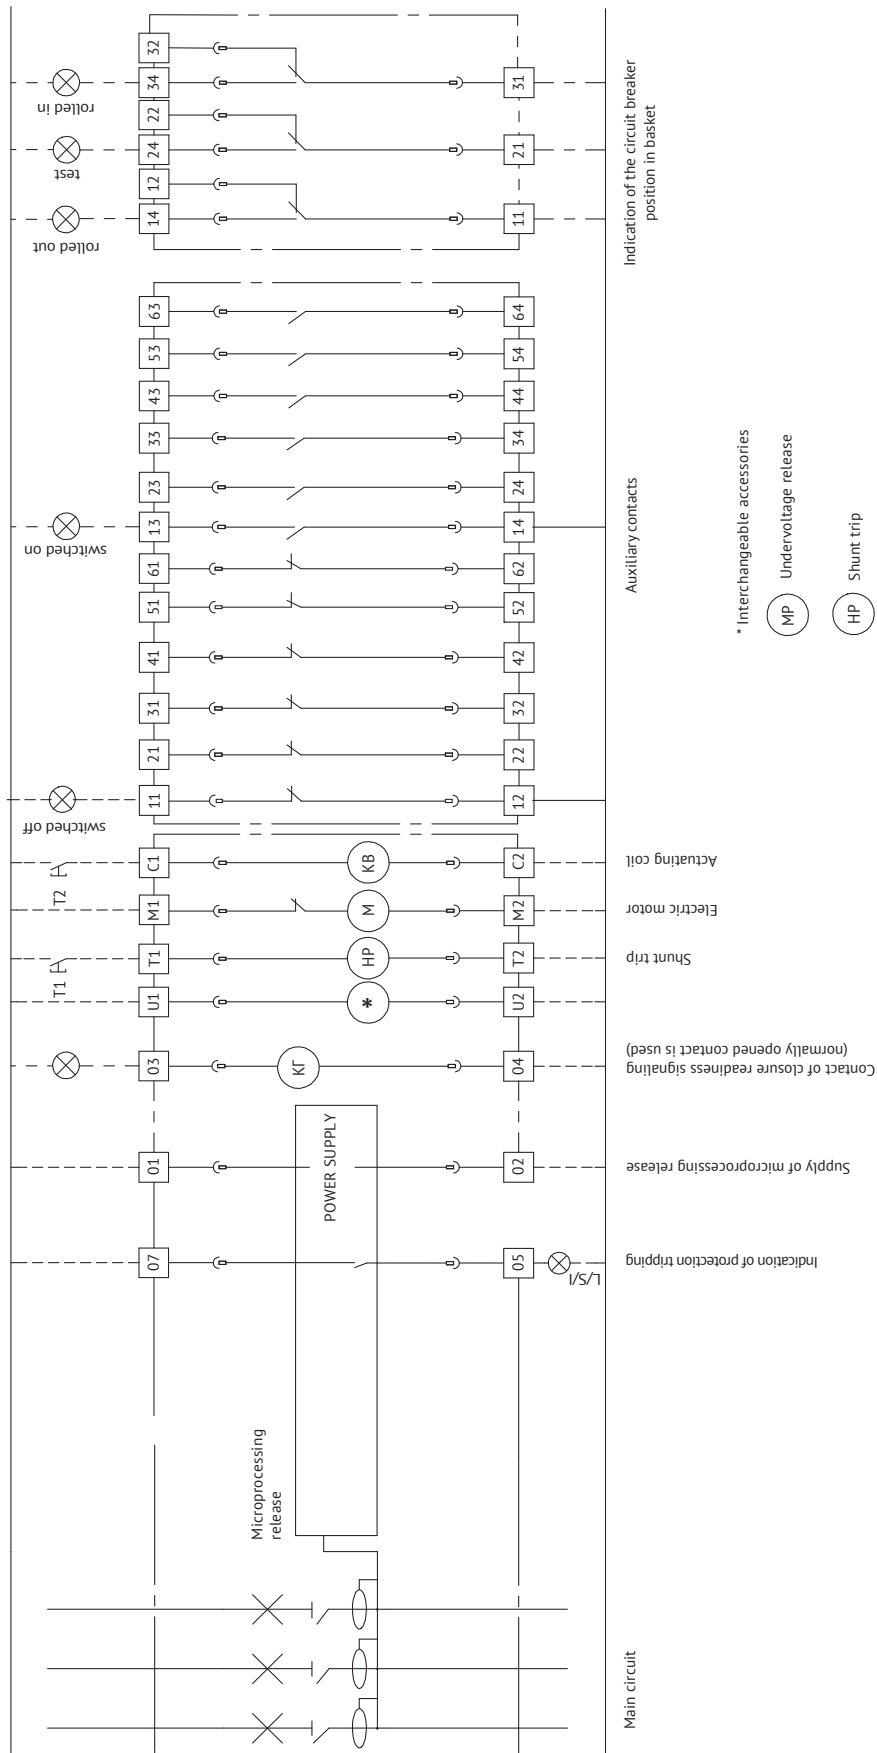 T1
T2
switched off
switched on
rolled out
test
rolled in
07
01
03
U1
T1
M1
C1
11
21
31
41
51
61
13
23
33
43
53
63
14
12
24
22
34
32
Microprocessing
release
POWER SUPPLY
КГ
*
HP
M
KB
05
02
04
U2
T2
M2
C2
12
22
32
42
52
62
14
24
34
44
54
64
11
21
31
L/S/I
Main circuit
Indication of protection tripping
Supply of microprocessing release
Contact of closure readiness signaling
(normally opened contact is used)
Shunt trip
Electric motor
Actuating coil
Auxiliary contacts
Indication of the circuit breaker
position in basket
* Interchangeable accessories
MP Undervoltage release
HP Shunt trip